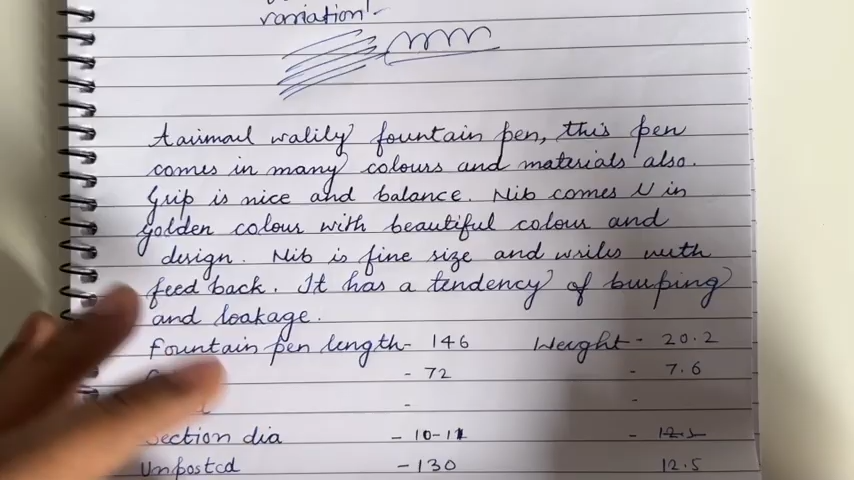 variation'-
Aairmail walily fountain pen, this pen
comes in many colours and materials also.
Grip is nice and balance. Nib comes in
golden colour with beautiful colour and
design. Nib is fine size and writes with
feed back. It has a tendency of burping
and leakage.
Fountain pen length- 146 Weight - 20.2
- 72 - 7.6
- -
Section dia - 10-11 - 12.5
Unposted - 130 12.5